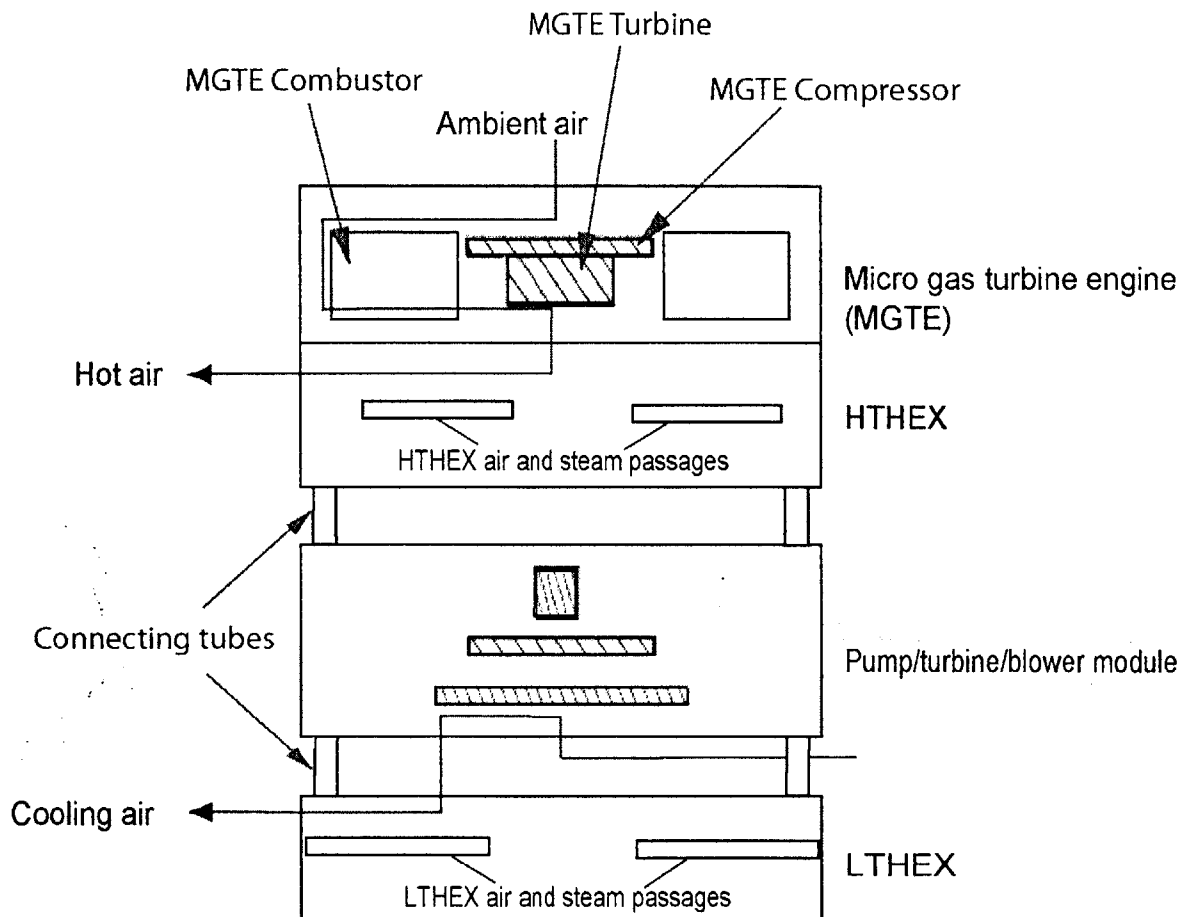 MGTE Turbine
MGTE Combustor
MGTE Compressor
Ambient air
Micro gas turbine engine
(MGTE)
Hot air
HTHEX
HTHEX air and steam passages
Connecting tubes
Pump/turbine/blower module
Cooling air
LTHEX
LTHEX air and steam passages